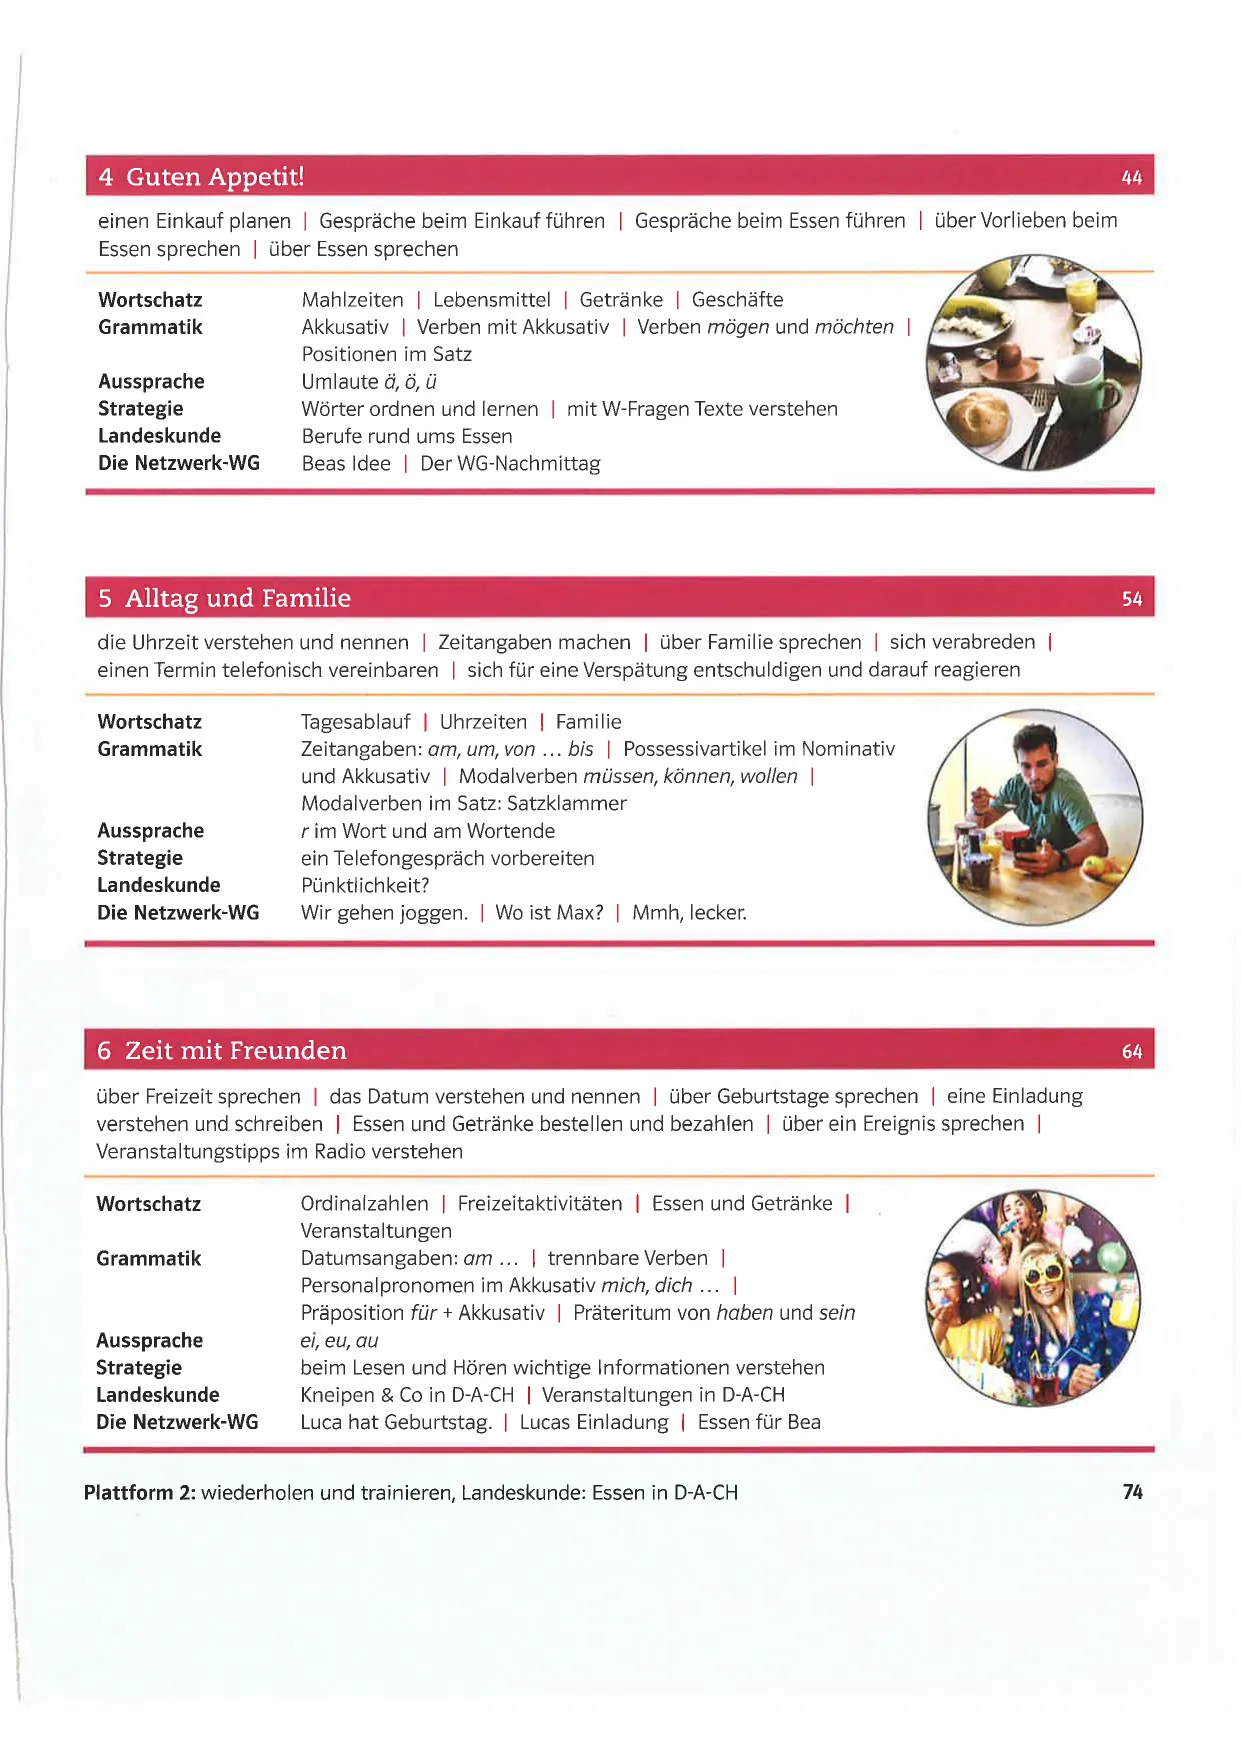 4 Guten Appetit! 44
einen Einkauf planen | Gespräche beim Einkauf führen | Gespräche beim Essen führen | über Vorlieben beim
Essen sprechen | über Essen sprechen
Wortschatz Mahlzeiten | Lebensmittel | Getränke | Geschäfte
Grammatik Akkusativ | Verben mit Akkusativ | Verben mögen und möchten |
Positionen im Satz
Aussprache Umlaute ä, ö, ü
Strategie Wörter ordnen und lernen | mit W-Fragen Texte verstehen
Landeskunde Berufe rund ums Essen
Die Netzwerk-WG Beas Idee | Der WG-Nachmittag
5 Alltag und Familie 54
die Uhrzeit verstehen und nennen | Zeitangaben machen | über Familie sprechen | sich verabreden |
einen Termin telefonisch vereinbaren | sich für eine Verspätung entschuldigen und darauf reagieren
Wortschatz Tagesablauf | Uhrzeiten | Familie
Grammatik Zeitangaben: am, um, von ... bis | Possessivartikel im Nominativ
und Akkusativ | Modalverben müssen, können, wollen |
Modalverben im Satz: Satzklammer
Aussprache r im Wort und am Wortende
Strategie ein Telefongespräch vorbereiten
Landeskunde Pünktlichkeit?
Die Netzwerk-WG Wir gehen joggen. | Wo ist Max? | Mmh, lecker.
6 Zeit mit Freunden 64
über Freizeit sprechen | das Datum verstehen und nennen | über Geburtstage sprechen | eine Einladung
verstehen und schreiben | Essen und Getränke bestellen und bezahlen | über ein Ereignis sprechen |
Veranstaltungstipps im Radio verstehen
Wortschatz Ordinalzahlen | Freizeitaktivitäten | Essen und Getränke |
Veranstaltungen
Grammatik Datumsangaben: am ... | trennbare Verben |
Personalpronomen im Akkusativ mich, dich ... |
Präposition für + Akkusativ | Präteritum von haben und sein
Aussprache ei, eu, au
Strategie beim Lesen und Hören wichtige Informationen verstehen
Landeskunde Kneipen & Co in D-A-CH | Veranstaltungen in D-A-CH
Die Netzwerk-WG Luca hat Geburtstag. | Lucas Einladung | Essen für Bea
Plattform 2: wiederholen und trainieren, Landeskunde: Essen in D-A-CH 74